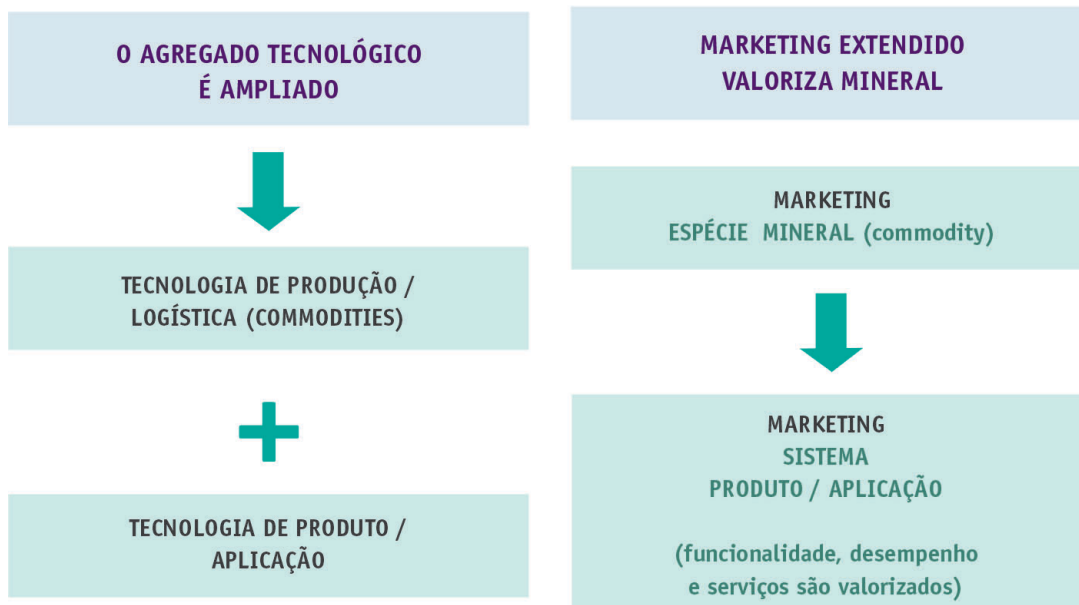 O AGREGADO TECNOLÓGICO
É AMPLIADO
TECNOLOGIA DE PRODUÇÃO /
LOGÍSTICA (COMMODITIES)
TECNOLOGIA DE PRODUTO /
APLICAÇÃO
MARKETING EXTENDIDO
VALORIZA MINERAL
MARKETING
ESPÉCIE MINERAL (commodity)
MARKETING
SISTEMA
PRODUTO / APLICAÇÃO
(funcionalidade, desempenho
e serviços são valorizados)